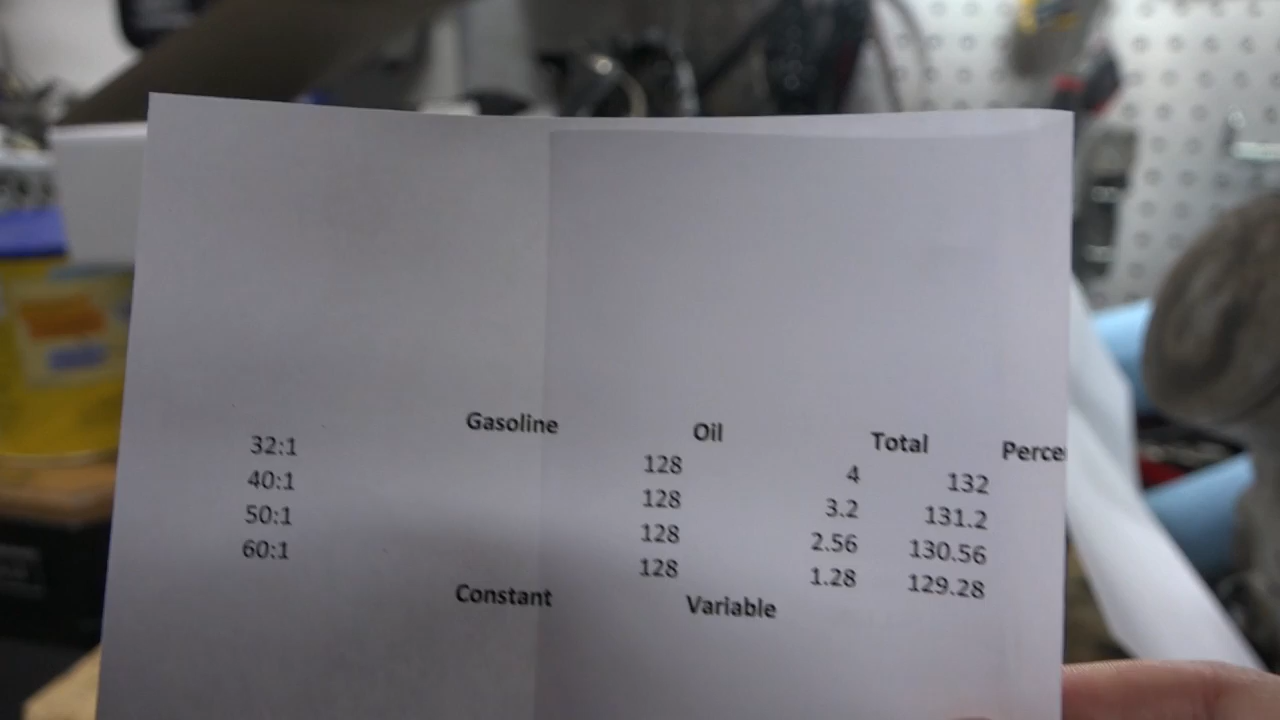 Gasoline Oil Total Perce
32:1 128 4 132
40:1 128 3.2 131.2
50:1 128 2.56 130.56
60:1 128 1.28 129.28
Constant Variable